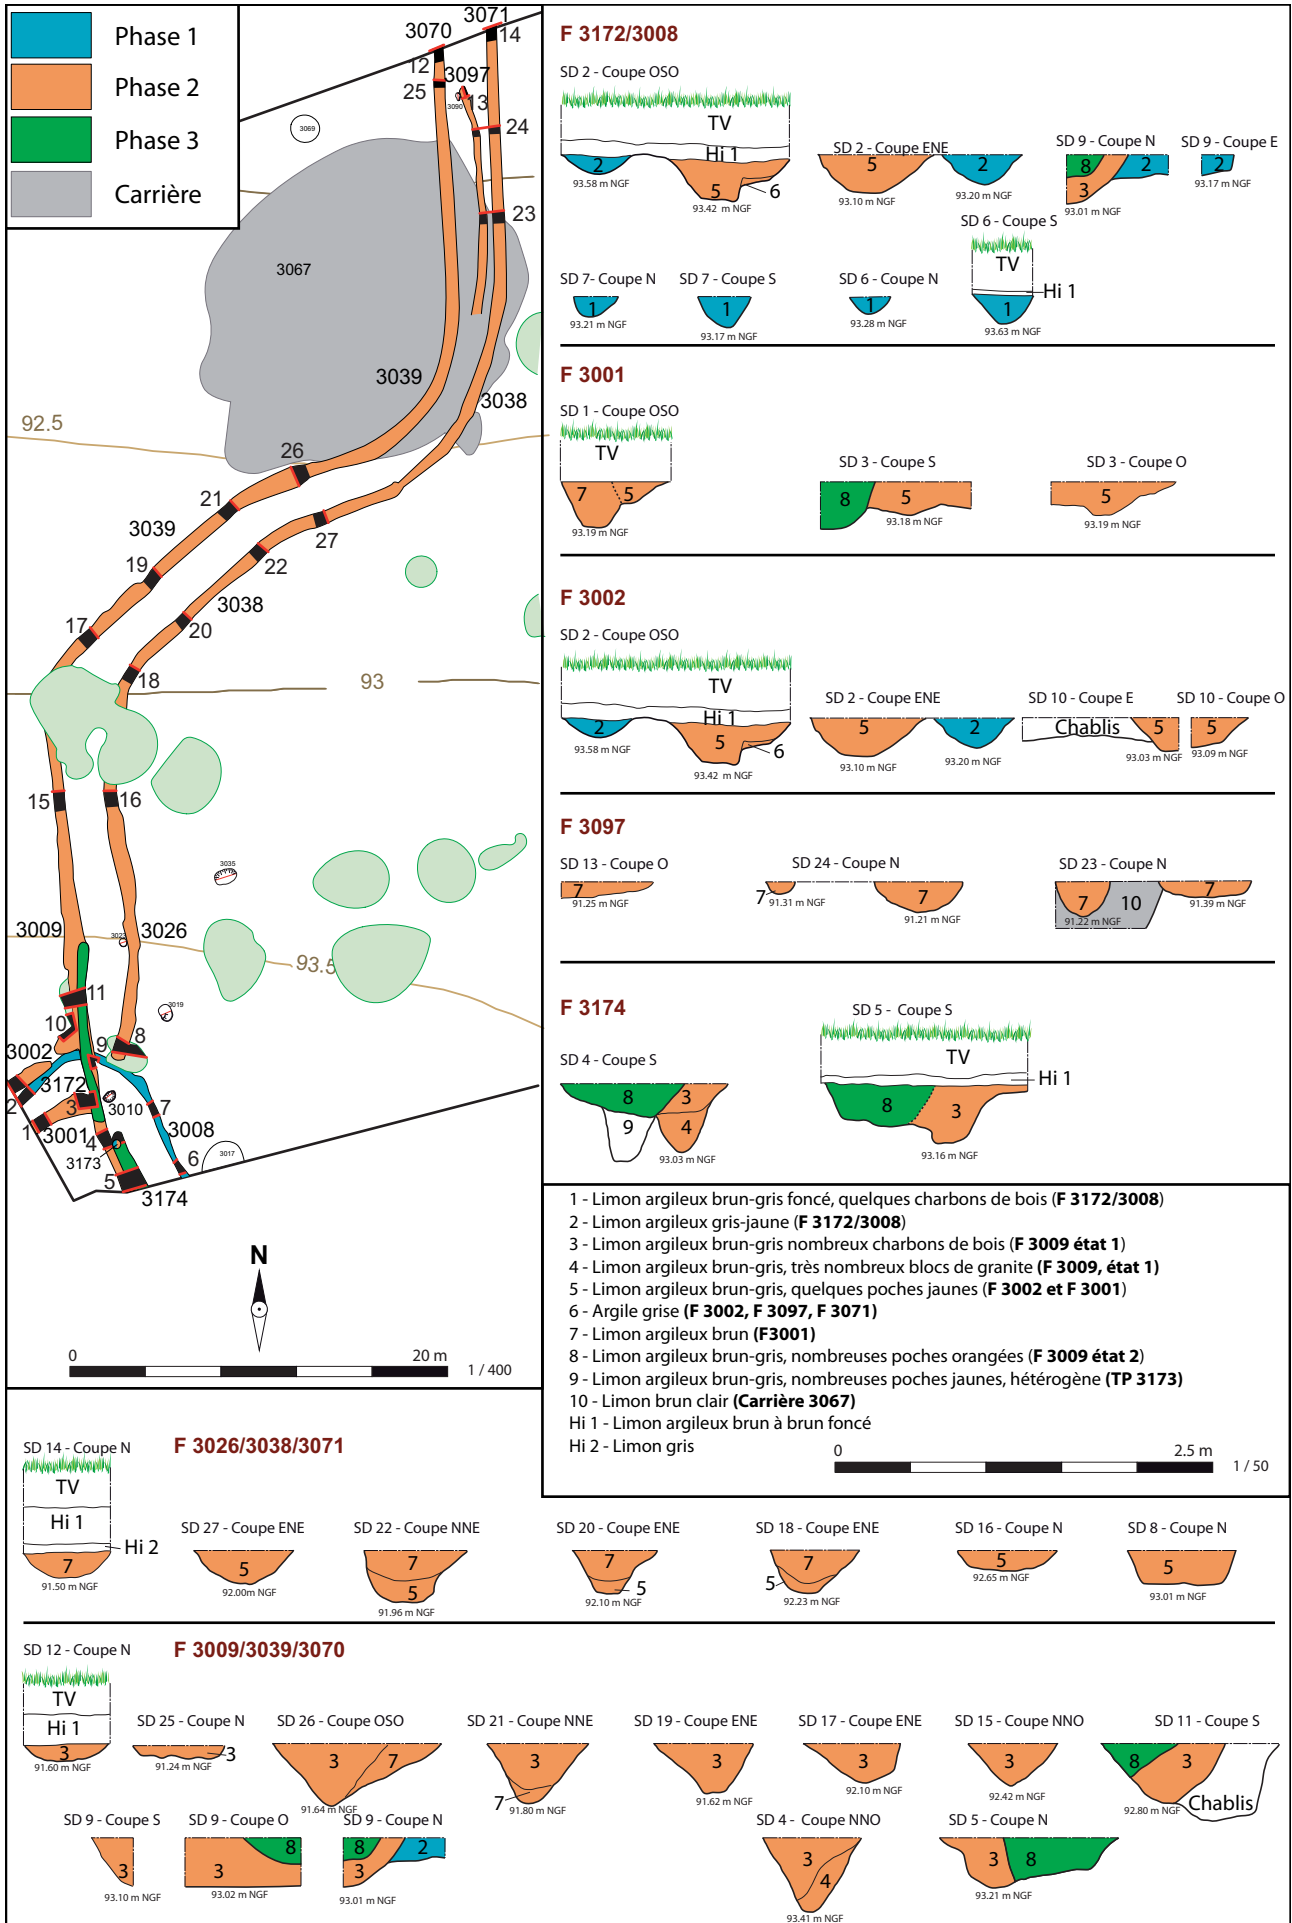 Phase 1
Phase 2
Phase 3
Carrière
3071
3070
14
12
3097
25
3090
13
3069
24
23
3067
3039
3038
92.5
26
21
27
3039
19
22
3038
20
17
18
93
15
16
3035
3009
3023
3026
93.5
11
3019
10
8
9
3002
3172
2
3
3010
7
1
3001
3008
4
3173
6
3017
5
3174
N
0 20 m
1 / 400
F 3172/3008
SD 2 - Coupe OSO
TV
Hi 1
2
93.58 m NGF
5
6
93.42 m NGF
SD 2 - Coupe ENE
5
2
93.10 m NGF
93.20 m NGF
SD 9 - Coupe N
8
2
3
93.01 m NGF
SD 9 - Coupe E
2
93.17 m NGF
SD 7- Coupe N
1
93.21 m NGF
SD 7 - Coupe S
1
93.17 m NGF
SD 6 - Coupe N
1
93.28 m NGF
SD 6 - Coupe S
TV
Hi 1
1
93.63 m NGF
F 3001
SD 1 - Coupe OSO
TV
7
5
93.19 m NGF
SD 3 - Coupe S
8
5
93.18 m NGF
SD 3 - Coupe O
5
93.19 m NGF
F 3002
SD 2 - Coupe OSO
TV
Hi 1
2
93.58 m NGF
5
6
93.42 m NGF
SD 2 - Coupe ENE
5
2
93.10 m NGF
93.20 m NGF
SD 10 - Coupe E
Chablis
5
93.03 m NGF
SD 10 - Coupe O
5
93.09 m NGF
F 3097
SD 13 - Coupe O
7
91.25 m NGF
SD 24 - Coupe N
7
91.31 m NGF
7
91.21 m NGF
SD 23 - Coupe N
7
10
7
91.22 m NGF
91.39 m NGF
F 3174
SD 4 - Coupe S
8
3
9
4
93.03 m NGF
SD 5 - Coupe S
TV
Hi 1
8
3
93.16 m NGF
1 - Limon argileux brun-gris foncé, quelques charbons de bois (F 3172/3008)
2 - Limon argileux gris-jaune (F 3172/3008)
3 - Limon argileux brun-gris nombreux charbons de bois (F 3009 état 1)
4 - Limon argileux brun-gris, très nombreux blocs de granite (F 3009, état 1)
5 - Limon argileux brun-gris, quelques poches jaunes (F 3002 et F 3001)
6 - Argile grise (F 3002, F 3097, F 3071)
7 - Limon argileux brun (F3001)
8 - Limon argileux brun-gris, nombreuses poches orangées (F 3009 état 2)
9 - Limon argileux brun-gris, nombreuses poches jaunes, hétérogène (TP 3173)
10 - Limon brun clair (Carrière 3067)
Hi 1 - Limon argileux brun à brun foncé
Hi 2 - Limon gris
0 2.5 m
1 / 50
F 3026/3038/3071
SD 14 - Coupe N
TV
Hi 1
Hi 2
7
91.50 m NGF
SD 27 - Coupe ENE
5
92.00m NGF
SD 22 - Coupe NNE
7
5
91.96 m NGF
SD 20 - Coupe ENE
7
5
92.10 m NGF
SD 18 - Coupe ENE
7
5
92.23 m NGF
SD 16 - Coupe N
5
92.65 m NGF
SD 8 - Coupe N
5
93.01 m NGF
F 3009/3039/3070
SD 12 - Coupe N
TV
Hi 1
3
91.60 m NGF
SD 25 - Coupe N
3
91.24 m NGF
SD 26 - Coupe OSO
3
7
91.64 m NGF
SD 21 - Coupe NNE
3
7
91.80 m NGF
SD 19 - Coupe ENE
3
91.62 m NGF
SD 17 - Coupe ENE
3
92.10 m NGF
SD 15 - Coupe NNO
3
92.42 m NGF
SD 11 - Coupe S
8
3
Chablis
92.80 m NGF
SD 9 - Coupe S
3
93.10 m NGF
SD 9 - Coupe O
8
3
93.02 m NGF
SD 9 - Coupe N
8
2
3
93.01 m NGF
SD 4 - Coupe NNO
3
4
93.41 m NGF
SD 5 - Coupe N
3
8
93.21 m NGF